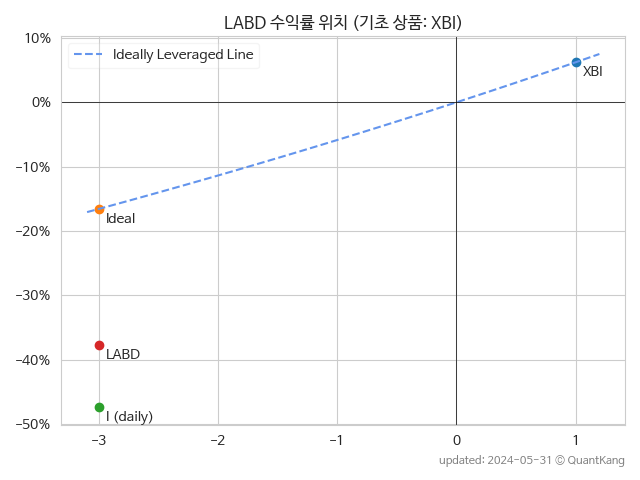 LABD 수익률 위치 (기초 상품: XBI)
10%
Ideally Leveraged Line
XBI
0%
−10%
Ideal
−20%
−30%
LABD
−40%
I (daily)
−50%
−3
−2
−1
0
1
updated: 2024-05-31 © QuantKang